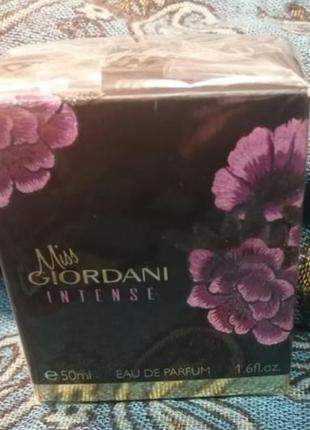 Miss
GIORDANI
INTENSE
℮50ml EAU DE PARFUM 1.6fl.oz.